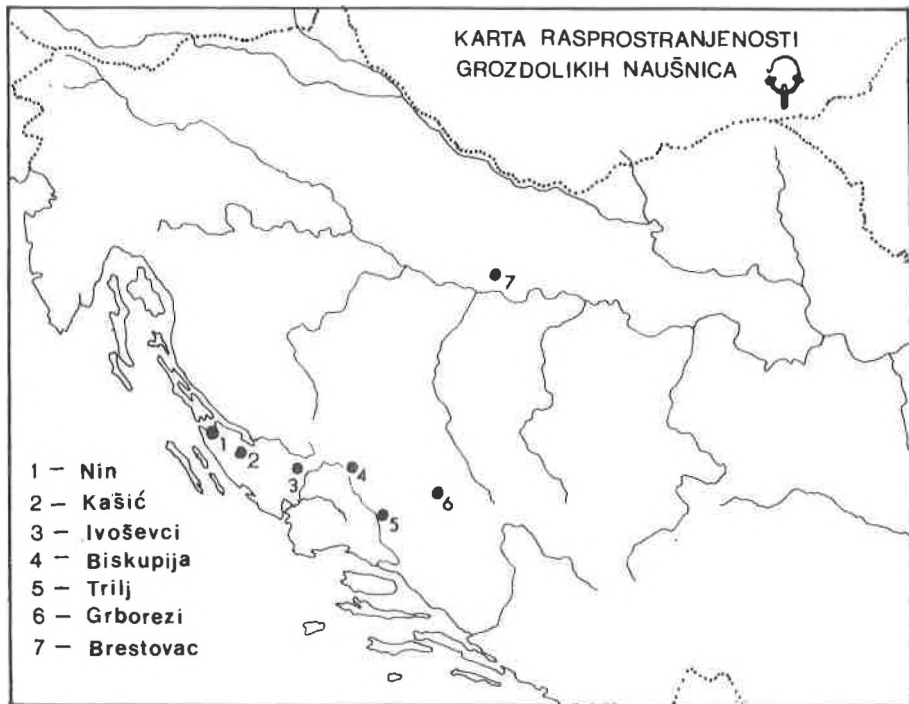 KARTA RASPROSTRANJENOSTI
GROZDOLIKIH NAUŠNICA
7
1
2
3
4
5
6
1 – Nin
2 – Kašić
3 – Ivoševci
4 – Biskupija
5 – Trilj
6 – Grborezi
7 – Brestovac